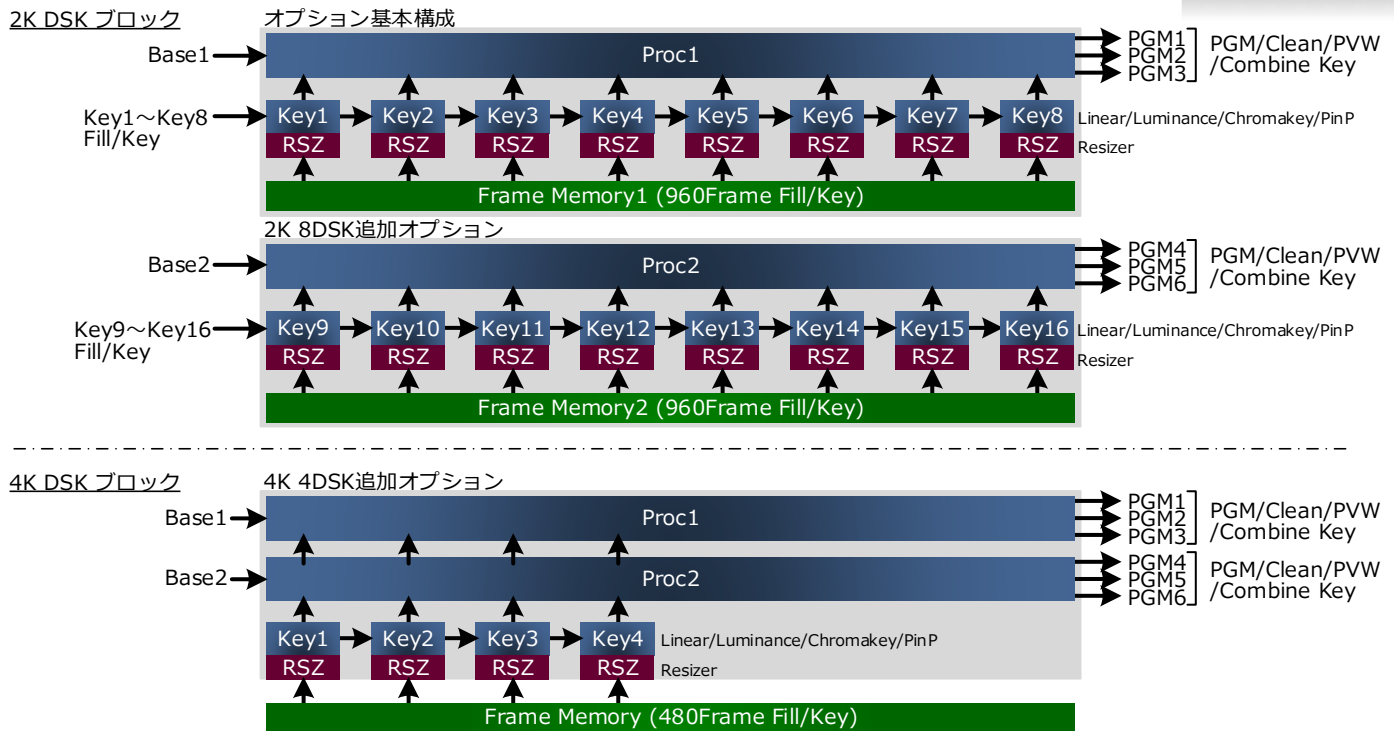 2K DSK ブロック
オプション基本構成
Base1
Proc1
PGM1
PGM2
PGM3
PGM/Clean/PVW
/Combine Key
Key1～Key8
Fill/Key
Key1 Key2 Key3 Key4 Key5 Key6 Key7 Key8
Linear/Luminance/Chromakey/PinP
RSZ RSZ RSZ RSZ RSZ RSZ RSZ RSZ
Resizer
Frame Memory1 (960Frame Fill/Key)
2K 8DSK追加オプション
Base2
Proc2
PGM4
PGM5
PGM6
PGM/Clean/PVW
/Combine Key
Key9～Key16
Fill/Key
Key9 Key10 Key11 Key12 Key13 Key14 Key15 Key16
Linear/Luminance/Chromakey/PinP
RSZ RSZ RSZ RSZ RSZ RSZ RSZ RSZ
Resizer
Frame Memory2 (960Frame Fill/Key)
4K DSK ブロック
4K 4DSK追加オプション
Base1
Proc1
PGM1
PGM2
PGM3
PGM/Clean/PVW
/Combine Key
Base2
Proc2
PGM4
PGM5
PGM6
PGM/Clean/PVW
/Combine Key
Key1 Key2 Key3 Key4
Linear/Luminance/Chromakey/PinP
RSZ RSZ RSZ RSZ
Resizer
Frame Memory (480Frame Fill/Key)